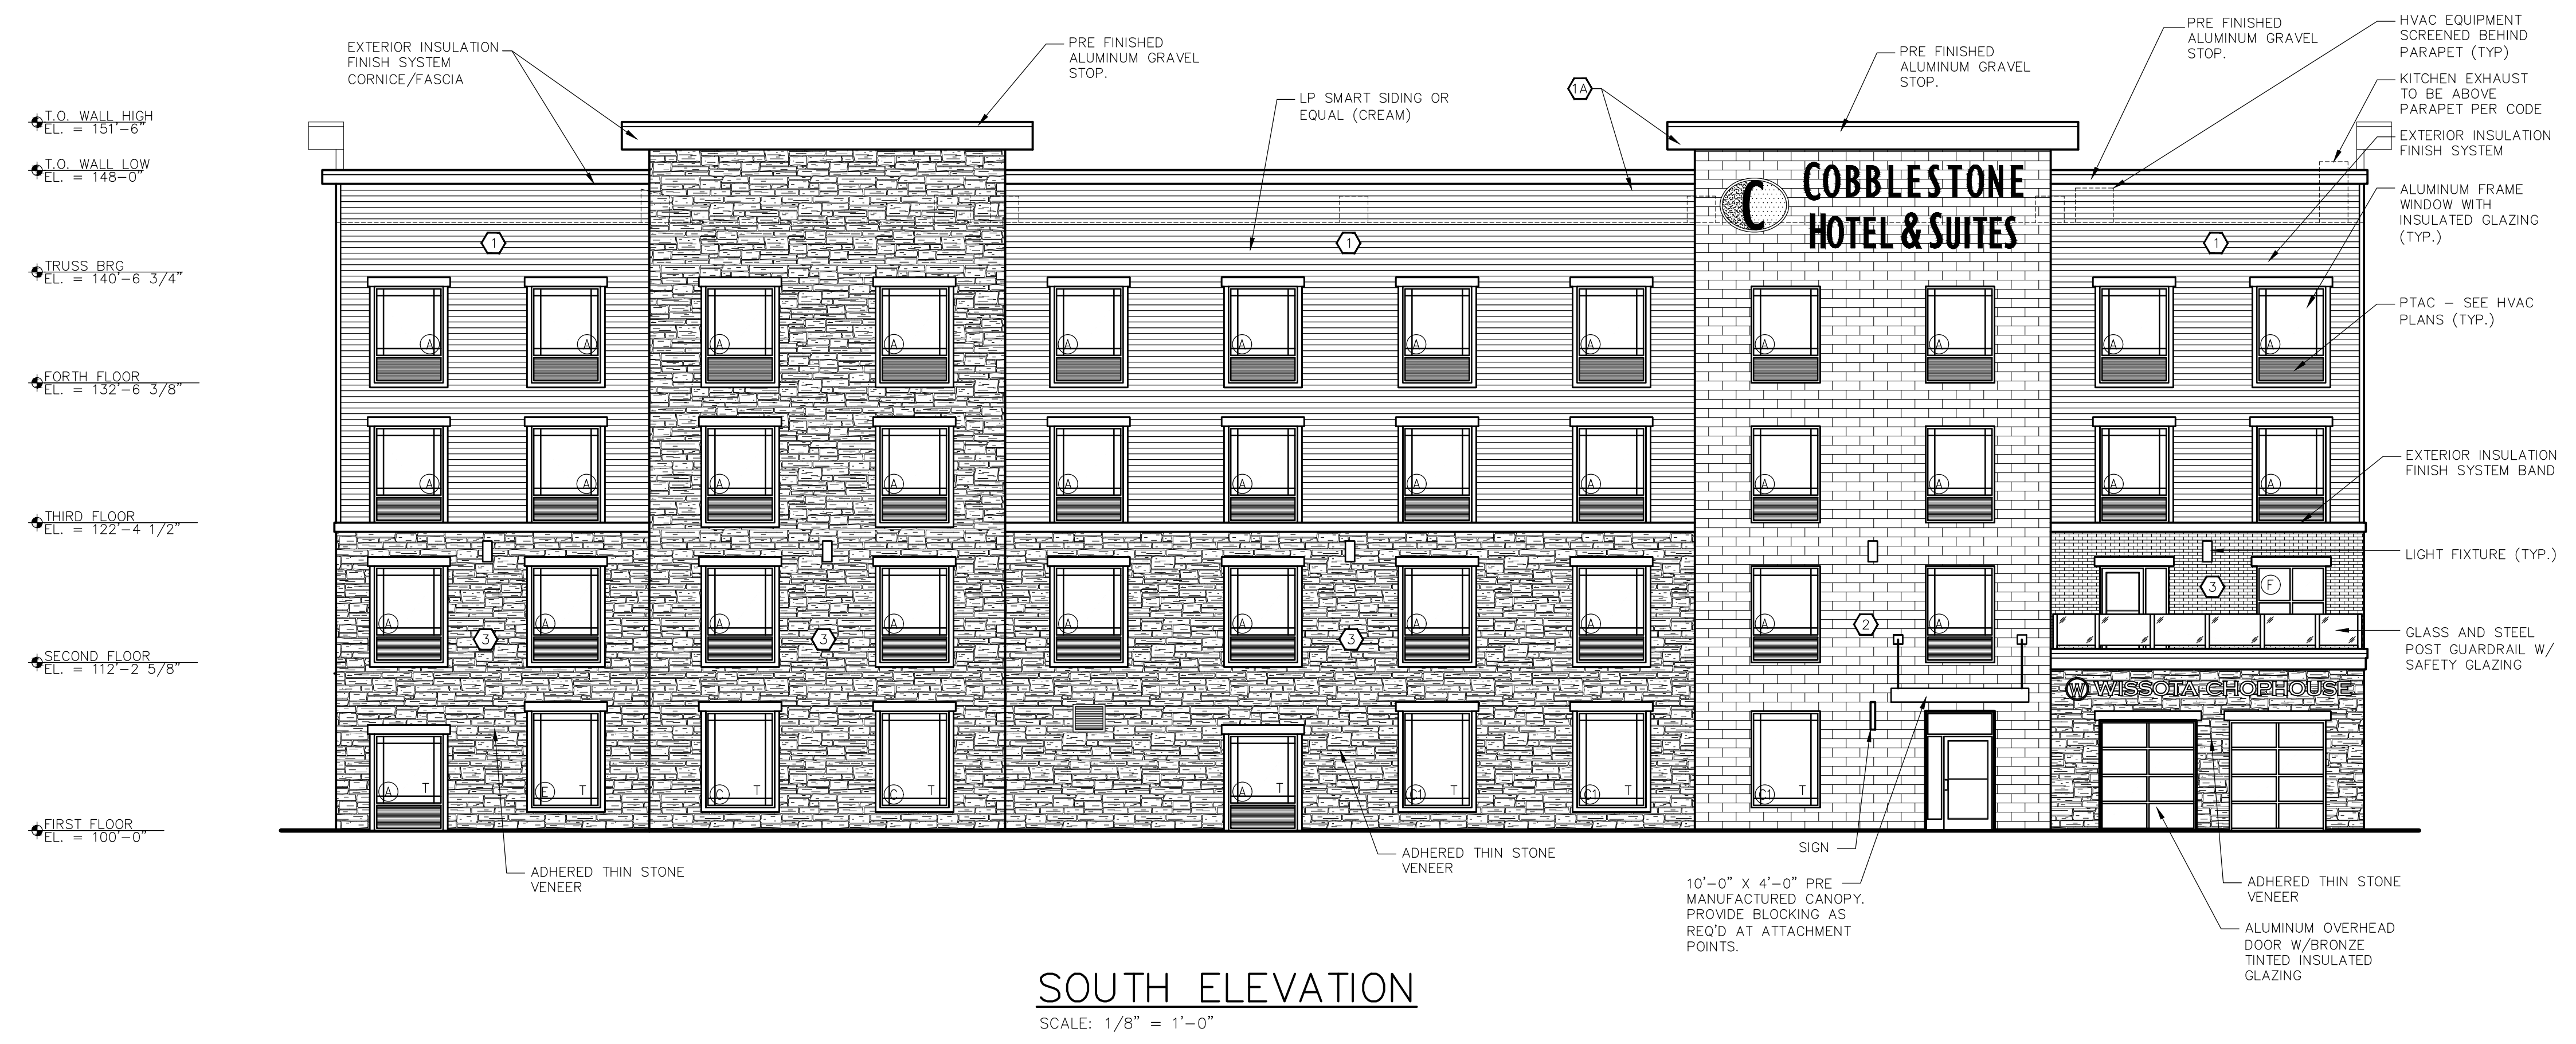 EXTERIOR INSULATION
FINISH SYSTEM
CORNICE/FASCIA
PRE FINISHED
ALUMINUM GRAVEL
STOP.
LP SMART SIDING OR
EQUAL (CREAM)
1A
PRE FINISHED
ALUMINUM GRAVEL
STOP.
PRE FINISHED
ALUMINUM GRAVEL
STOP.
HVAC EQUIPMENT
SCREENED BEHIND
PARAPET (TYP)
KITCHEN EXHAUST
TO BE ABOVE
PARAPET PER CODE
EXTERIOR INSULATION
FINISH SYSTEM
ALUMINUM FRAME
WINDOW WITH
INSULATED GLAZING
(TYP.)
PTAC – SEE HVAC
PLANS (TYP.)
EXTERIOR INSULATION
FINISH SYSTEM BAND
LIGHT FIXTURE (TYP.)
GLASS AND STEEL
POST GUARDRAIL W/
SAFETY GLAZING
T.O. WALL HIGH
EL. = 151'–6"
T.O. WALL LOW
EL. = 148–0"
TRUSS BRG
EL. = 140'–6 3/4"
FORTH FLOOR
EL. = 132'–6 3/8"
THIRD FLOOR
EL. = 122'–4 1/2"
SECOND FLOOR
EL. = 112'–2 5/8"
FIRST FLOOR
EL. = 100'–0"
C COBBLESTONE
HOTEL & SUITES
1 1 1
A A A A A A A A A A A A
A A A A A A A A A A A A
A A A A A A A A A A F
3 3 3 2 3
W WISSOTA CHOPHOUSE
A T E T C T C T A T C1 T C1 T C1 T
ADHERED THIN STONE
VENEER
ADHERED THIN STONE
VENEER
SIGN
10'–0" X 4'–0" PRE
MANUFACTURED CANOPY.
PROVIDE BLOCKING AS
REQ'D AT ATTACHMENT
POINTS.
ADHERED THIN STONE
VENEER
ALUMINUM OVERHEAD
DOOR W/BRONZE
TINTED INSULATED
GLAZING
SOUTH ELEVATION
SCALE: 1/8" = 1'–0"